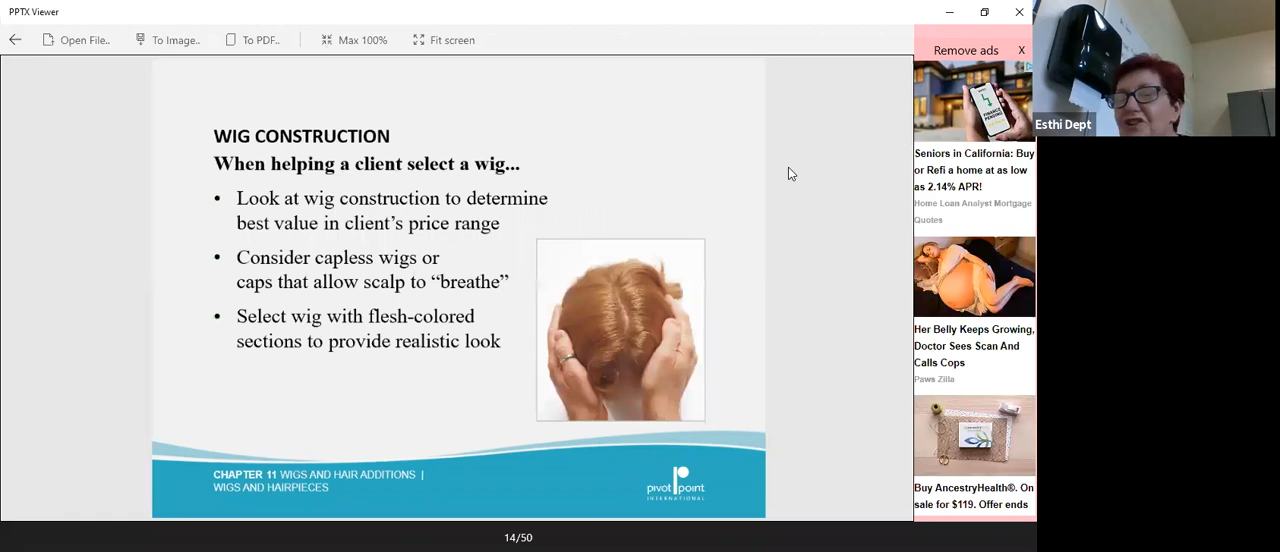 PPTX Viewer
Open File..
To Image..
To PDF..
Max 100%
Fit screen
Remove ads X
Esthi Dept
WIG CONSTRUCTION
When helping a client select a wig...
• Look at wig construction to determine
best value in client's price range
• Consider capless wigs or
caps that allow scalp to “breathe”
• Select wig with flesh-colored
sections to provide realistic look
CHAPTER 11 WIGS AND HAIR ADDITIONS |
WIGS AND HAIRPIECES
pivot point
INTERNATIONAL
14/50
FINANCE
PENDING
Seniors in California: Buy
or Refi a home at as low
as 2.14% APR!
Home Loan Analyst Mortgage
Quotes
Her Belly Keeps Growing,
Doctor Sees Scan And
Calls Cops
Paws Zilla
Buy AncestryHealth®. On
sale for $119. Offer ends